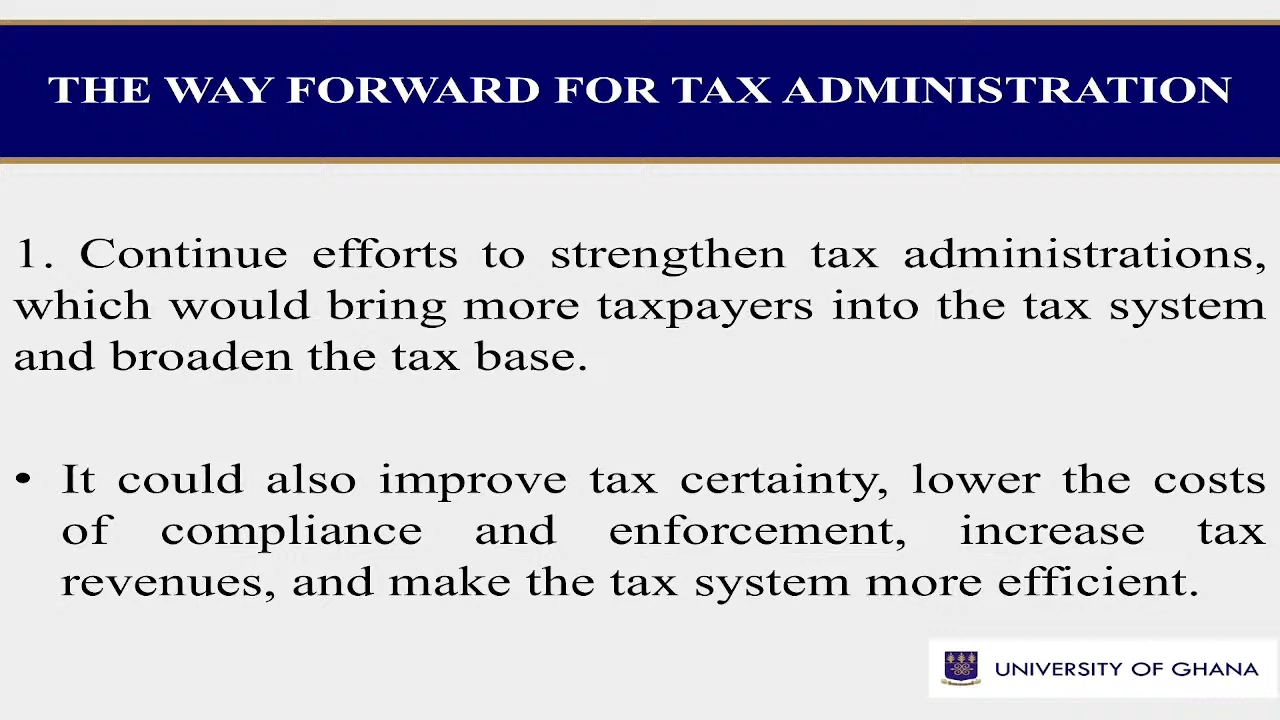 THE WAY FORWARD FOR TAX ADMINISTRATION
1. Continue efforts to strengthen tax administrations,
which would bring more taxpayers into the tax system
and broaden the tax base.
• It could also improve tax certainty, lower the costs
of compliance and enforcement, increase tax
revenues, and make the tax system more efficient.
UNIVERSITY OF GHANA